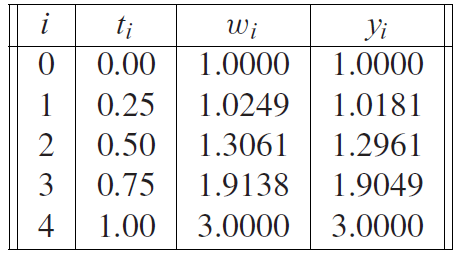 i t_i w_i y_i
0 0.00 1.0000 1.0000
1 0.25 1.0249 1.0181
2 0.50 1.3061 1.2961
3 0.75 1.9138 1.9049
4 1.00 3.0000 3.0000